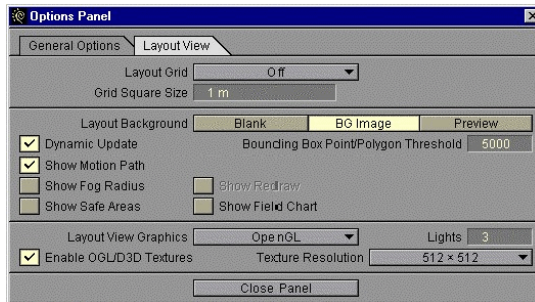 Options Panel
General Options Layout View
Layout Grid Off
Grid Square Size 1 m
Layout Background Blank BG Image Preview
Dynamic Update Bounding Box Point/Polygon Threshold 5000
Show Motion Path
Show Fog Radius Show Redraw
Show Safe Areas Show Field Chart
Layout View Graphics OpenGL Lights 3
Enable OGL/D3D Textures Texture Resolution 512 × 512
Close Panel